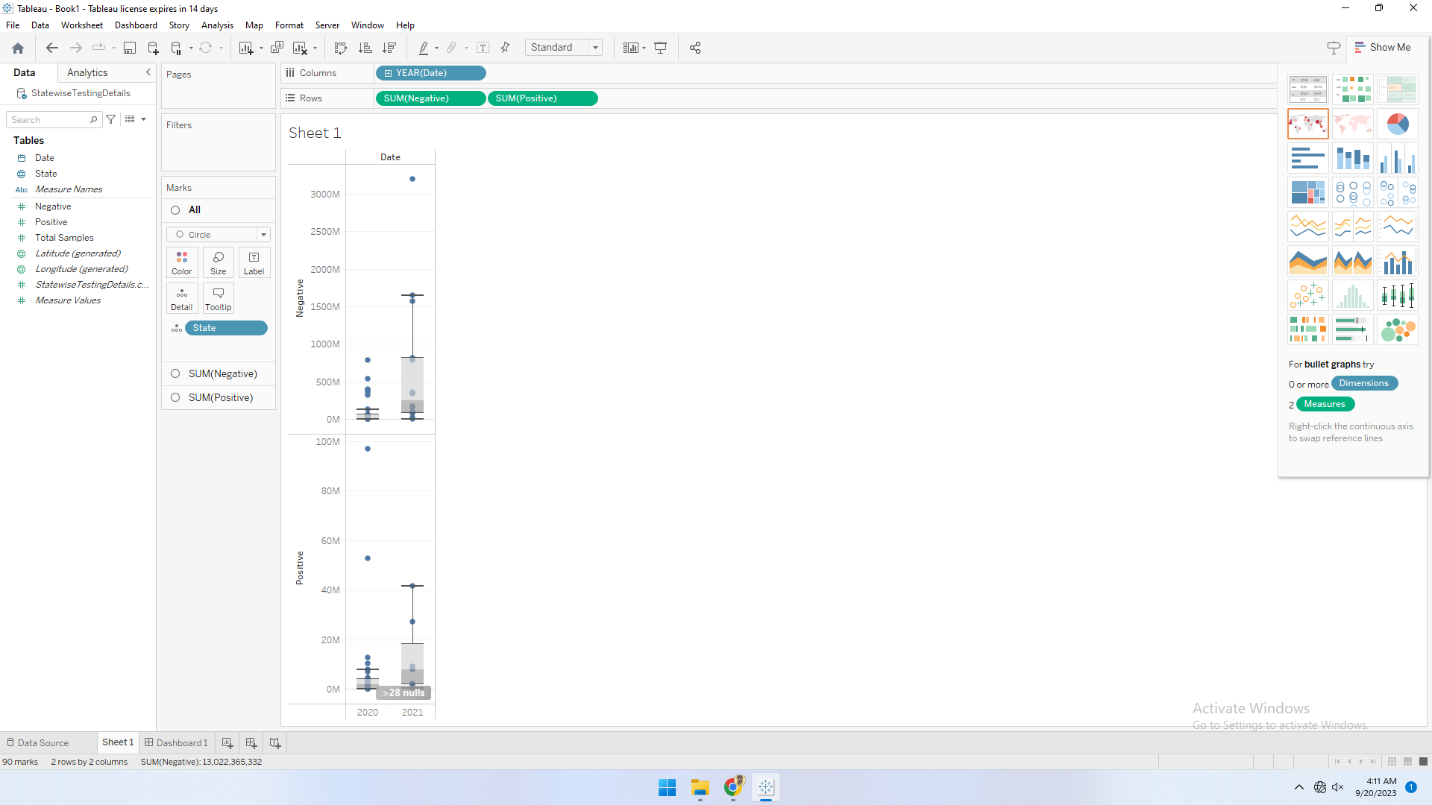 Tableau - Book1 - Tableau license expires in 14 days
File Data Worksheet Dashboard Story Analysis Map Format Server Window Help
Standard
Show Me
Data Analytics
StatewiseTestingDetails
Search
Tables
Date
State
Abc Measure Names
Negative
Positive
Total Samples
Latitude (generated)
Longitude (generated)
StatewiseTestingDetails.c...
Measure Values
Pages
Filters
Marks
All
Circle
Color Size Label
Detail Tooltip
State
SUM(Negative)
SUM(Positive)
Columns YEAR(Date)
Rows SUM(Negative) SUM(Positive)
Sheet 1
Date
Negative
3000M
2500M
2000M
1500M
1000M
500M
0M
Positive
100M
80M
60M
40M
20M
0M
>28 nulls
2020 2021
For bullet graphs try
0 or more Dimensions
2 Measures
Right-click the continuous axis
to swap reference lines
Activate Windows
Go to Settings to activate Windows.
Data Source Sheet 1 Dashboard 1
90 marks 2 rows by 2 columns SUM(Negative): 13,022,365,332
4:11 AM
9/20/2023
1